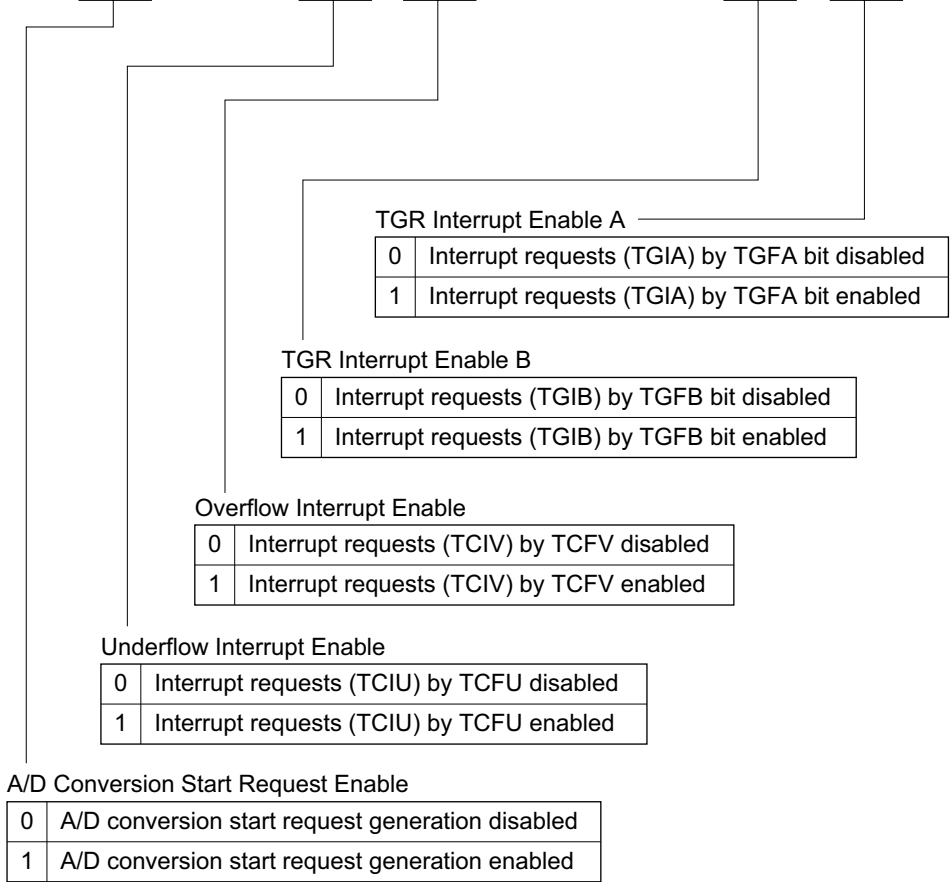 TGR Interrupt Enable A
0 Interrupt requests (TGIA) by TGFA bit disabled
1 Interrupt requests (TGIA) by TGFA bit enabled
TGR Interrupt Enable B
0 Interrupt requests (TGIB) by TGFB bit disabled
1 Interrupt requests (TGIB) by TGFB bit enabled
Overflow Interrupt Enable
0 Interrupt requests (TCIV) by TCFV disabled
1 Interrupt requests (TCIV) by TCFV enabled
Underflow Interrupt Enable
0 Interrupt requests (TCIU) by TCFU disabled
1 Interrupt requests (TCIU) by TCFU enabled
A/D Conversion Start Request Enable
0 A/D conversion start request generation disabled
1 A/D conversion start request generation enabled